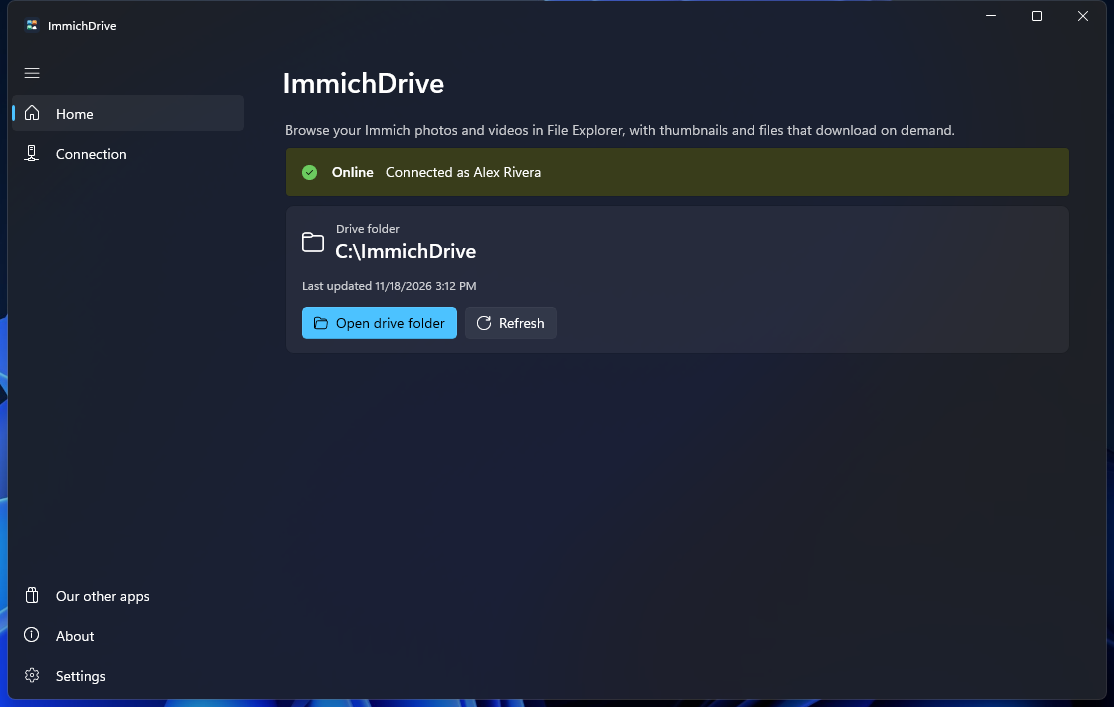 ImmichDrive
Home
Connection
ImmichDrive
Browse your Immich photos and videos in File Explorer, with thumbnails and files that download on demand.
Online Connected as Alex Rivera
Drive folder
C:\ImmichDrive
Last updated 11/18/2026 3:12 PM
Open drive folder Refresh
Our other apps
About
Settings